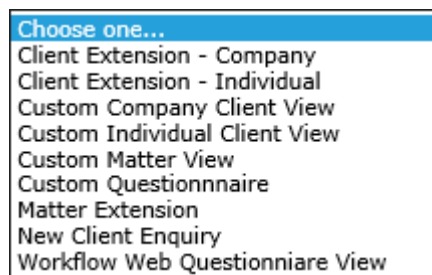 Choose one...
Client Extension - Company
Client Extension - Individual
Custom Company Client View
Custom Individual Client View
Custom Matter View
Custom Questionnnaire
Matter Extension
New Client Enquiry
Workflow Web Questionniare View